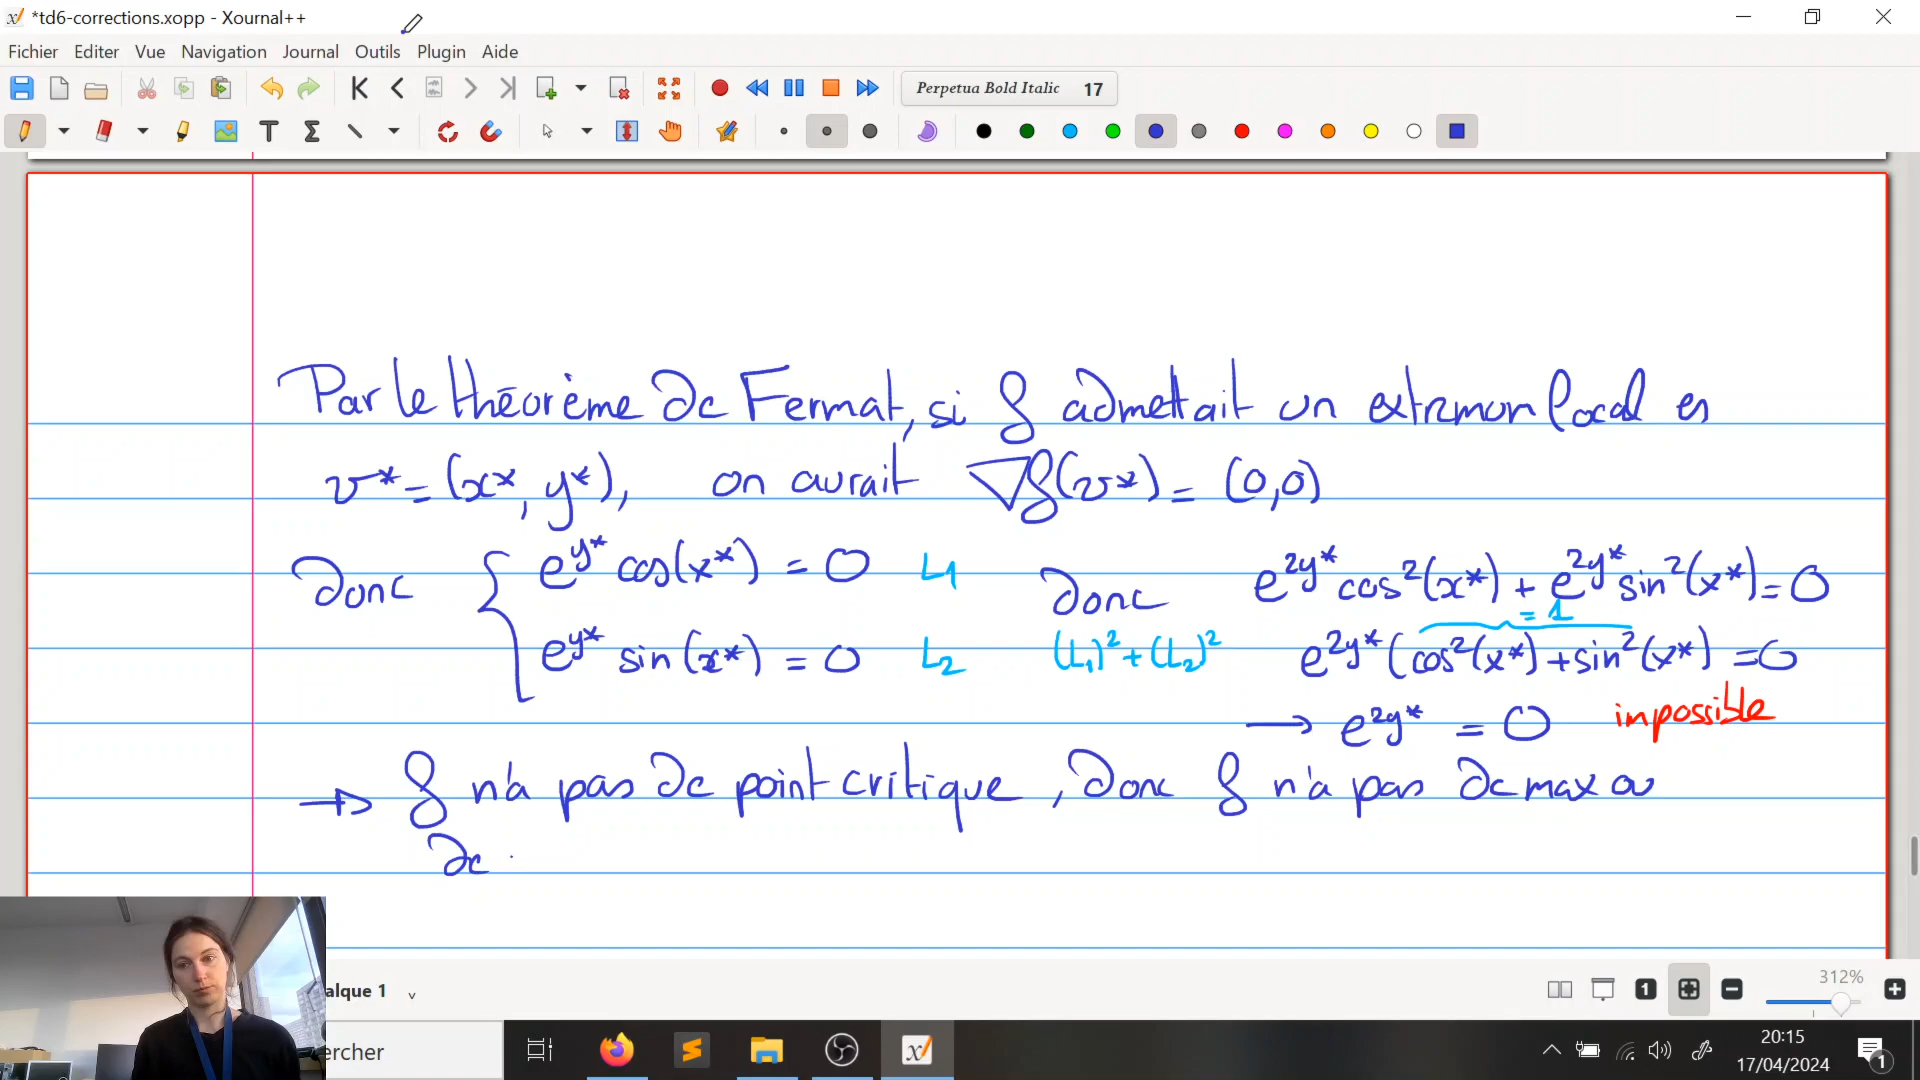 *td6-corrections.xopp - Xournal++
Fichier Editer Vue Navigation Journal Outils Plugin Aide
Perpetua Bold Italic 17
Par le théorème de Fermat, si f admettait un extremum local en
v* = (x*, y*), on aurait ∇f(v*) = (0,0)
donc { e^{y*} cos(x*) = 0 L1 donc e^{2y*} cos²(x*) + e^{2y*} sin²(x*) = 0
= 1
e^{y*} sin(x*) = 0 L2 (L1)² + (L2)² e^{2y*} (cos²(x*) + sin²(x*) = 0
→ e^{2y*} = 0 impossible
→ f n'a pas de point critique, donc f n'a pas de max ou
de
alque 1
312%
ercher
20:15
17/04/2024
1